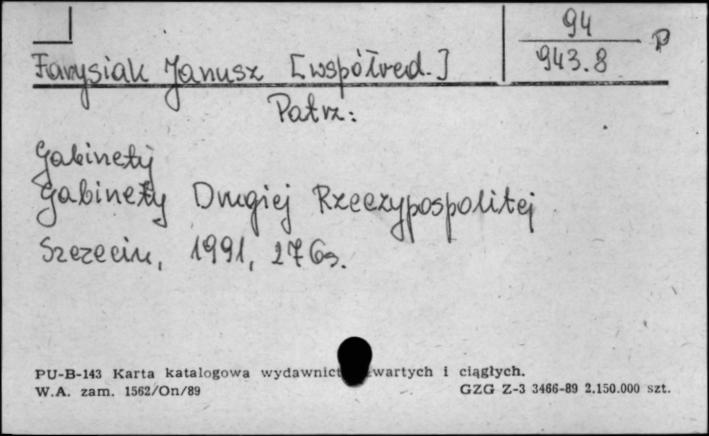 94
943.8 P
Farysiak Janusz [współred.]
Patrz:
Gabinety
Gabinety Drugiej Rzeczypospolitej
Szczecin, 1991, 276s.
PU-B-143 Karta katalogowa wydawnict wartych i ciągłych.
W.A. zam. 1562/On/89 GZG Z-3 3466-89 2.150.000 szt.